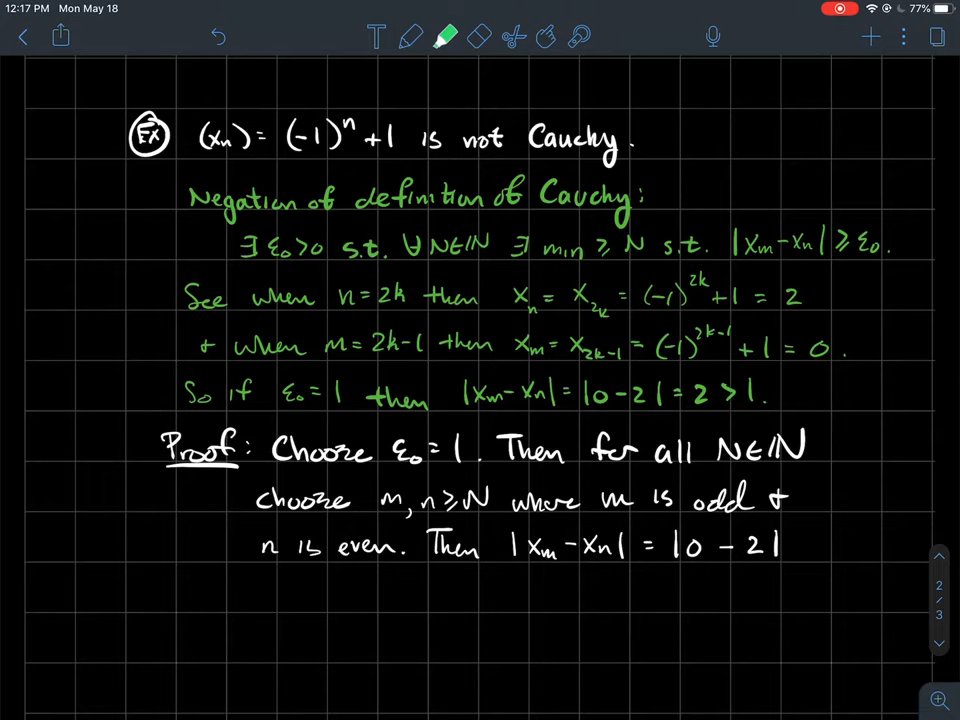 12:17 PM Mon May 18
77%
Ex (xₙ) = (-1)ⁿ + 1 is not Cauchy.
Negation of definition of Cauchy:
∃ ε₀ > 0 s.t. ∀ N∈ℕ ∃ m,n ≥ N s.t. |xₘ - xₙ| ≥ ε₀.
See when n = 2k then xₙ = x₂ₖ = (-1)²ᵏ + 1 = 2
+ when m = 2k-1 then xₘ = x₂ₖ₋₁ = (-1)²ᵏ⁻¹ + 1 = 0.
So if ε₀ = 1 then |xₘ - xₙ| = |0 - 2| = 2 > 1.
Proof: Choose ε₀ = 1. Then for all N∈ℕ
choose m, n ≥ N where m is odd +
n is even. Then |xₘ - xₙ| = |0 - 2|
2
/
3